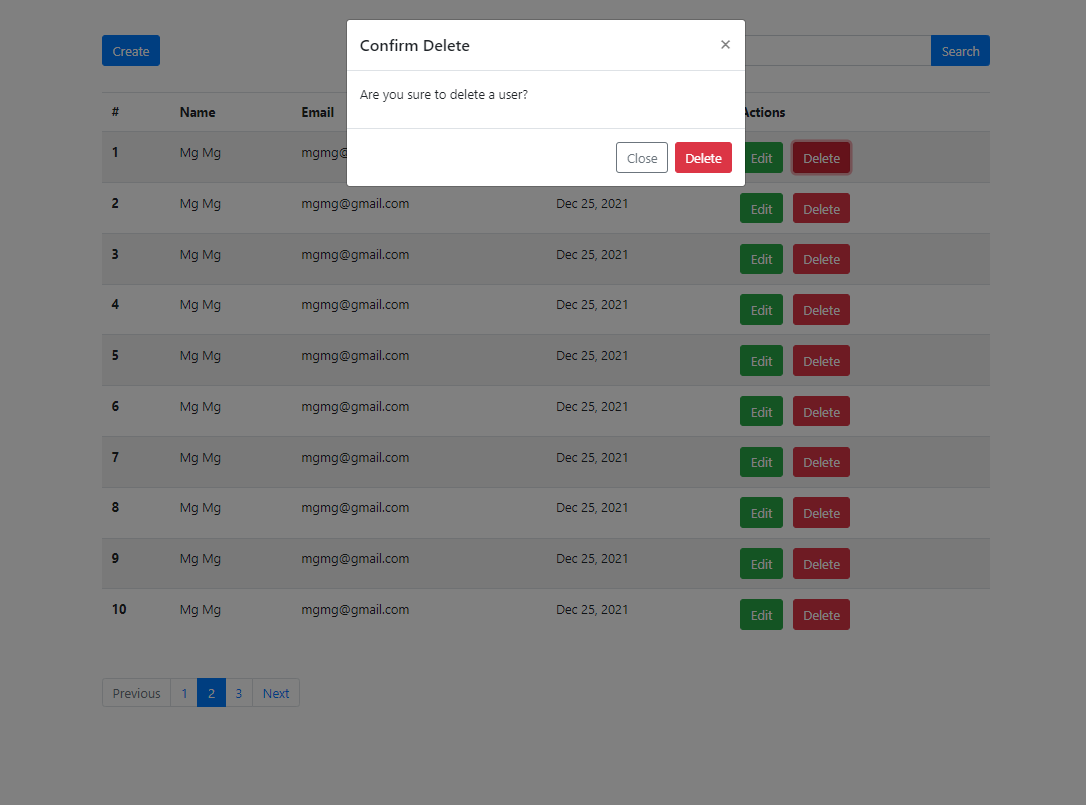 Confirm Delete ×
Are you sure to delete a user?
Close Delete
Create Search
# Name Email Actions
1 Mg Mg Edit Delete
2 Mg Mg mgmg@gmail.com Dec 25, 2021 Edit Delete
3 Mg Mg mgmg@gmail.com Dec 25, 2021 Edit Delete
4 Mg Mg mgmg@gmail.com Dec 25, 2021 Edit Delete
5 Mg Mg mgmg@gmail.com Dec 25, 2021 Edit Delete
6 Mg Mg mgmg@gmail.com Dec 25, 2021 Edit Delete
7 Mg Mg mgmg@gmail.com Dec 25, 2021 Edit Delete
8 Mg Mg mgmg@gmail.com Dec 25, 2021 Edit Delete
9 Mg Mg mgmg@gmail.com Dec 25, 2021 Edit Delete
10 Mg Mg mgmg@gmail.com Dec 25, 2021 Edit Delete
Previous 1 2 3 Next